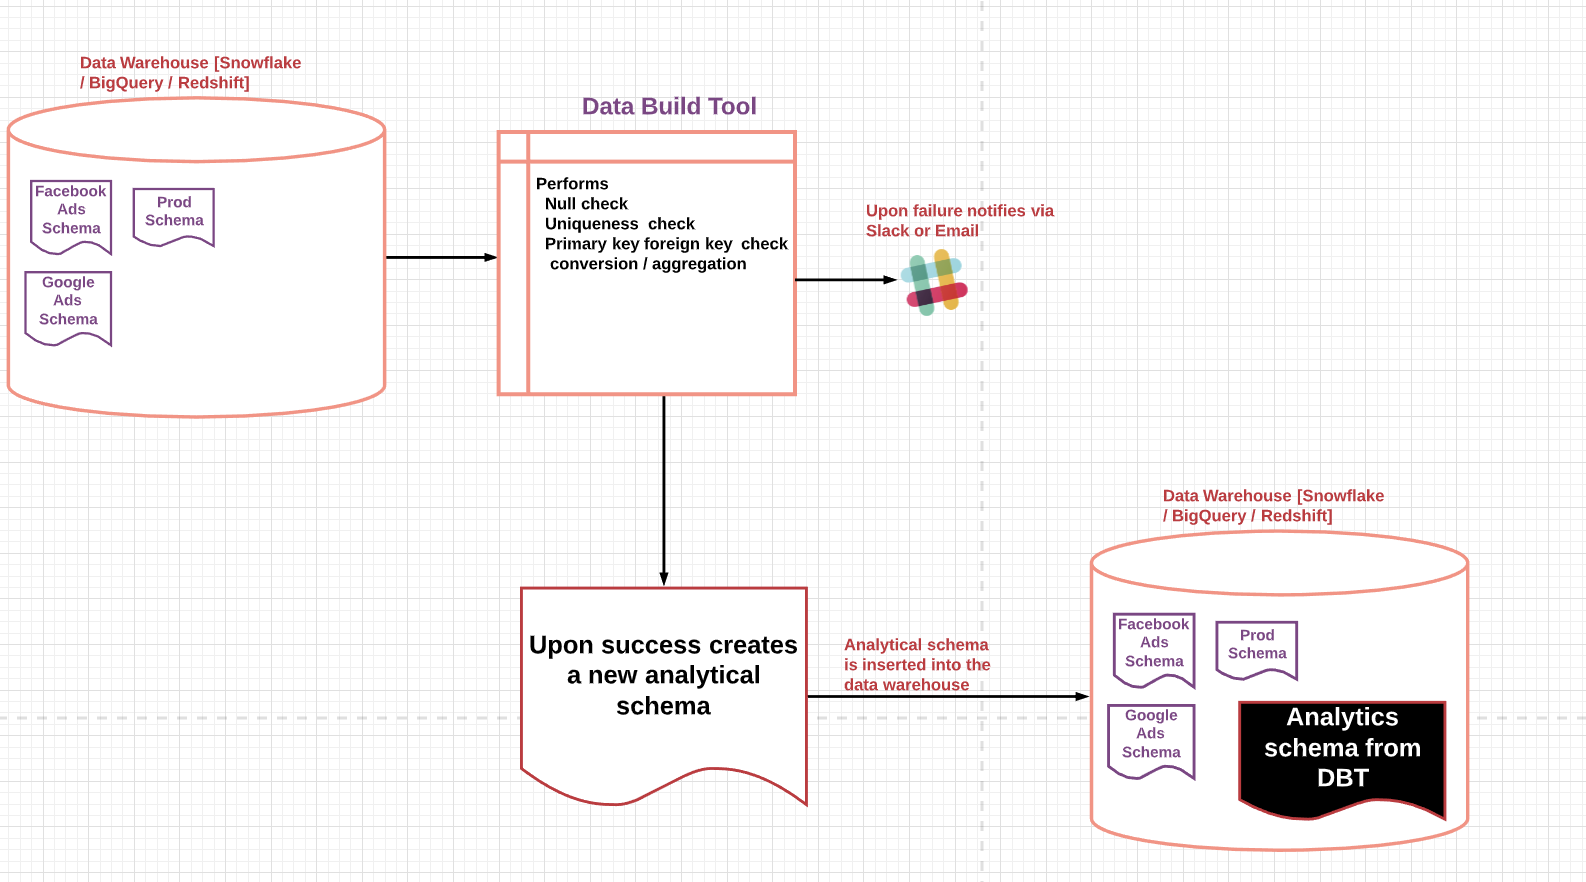 Data Warehouse [Snowflake
/ BigQuery / Redshift]
Facebook
Ads
Schema
Prod
Schema
Google
Ads
Schema
Data Build Tool
Performs
Null check
Uniqueness check
Primary key foreign key check
conversion / aggregation
Upon failure notifies via
Slack or Email
Upon success creates
a new analytical
schema
Analytical schema
is inserted into the
data warehouse
Data Warehouse [Snowflake
/ BigQuery / Redshift]
Facebook
Ads
Schema
Prod
Schema
Google
Ads
Schema
Analytics
schema from
DBT